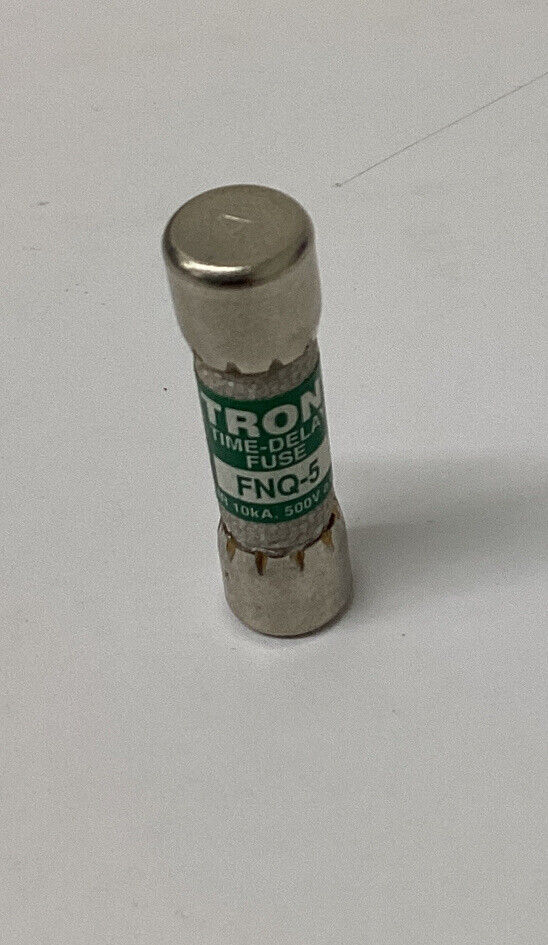 TRON
TIME-DELA
FUSE
FNQ-5
10kA. 500V